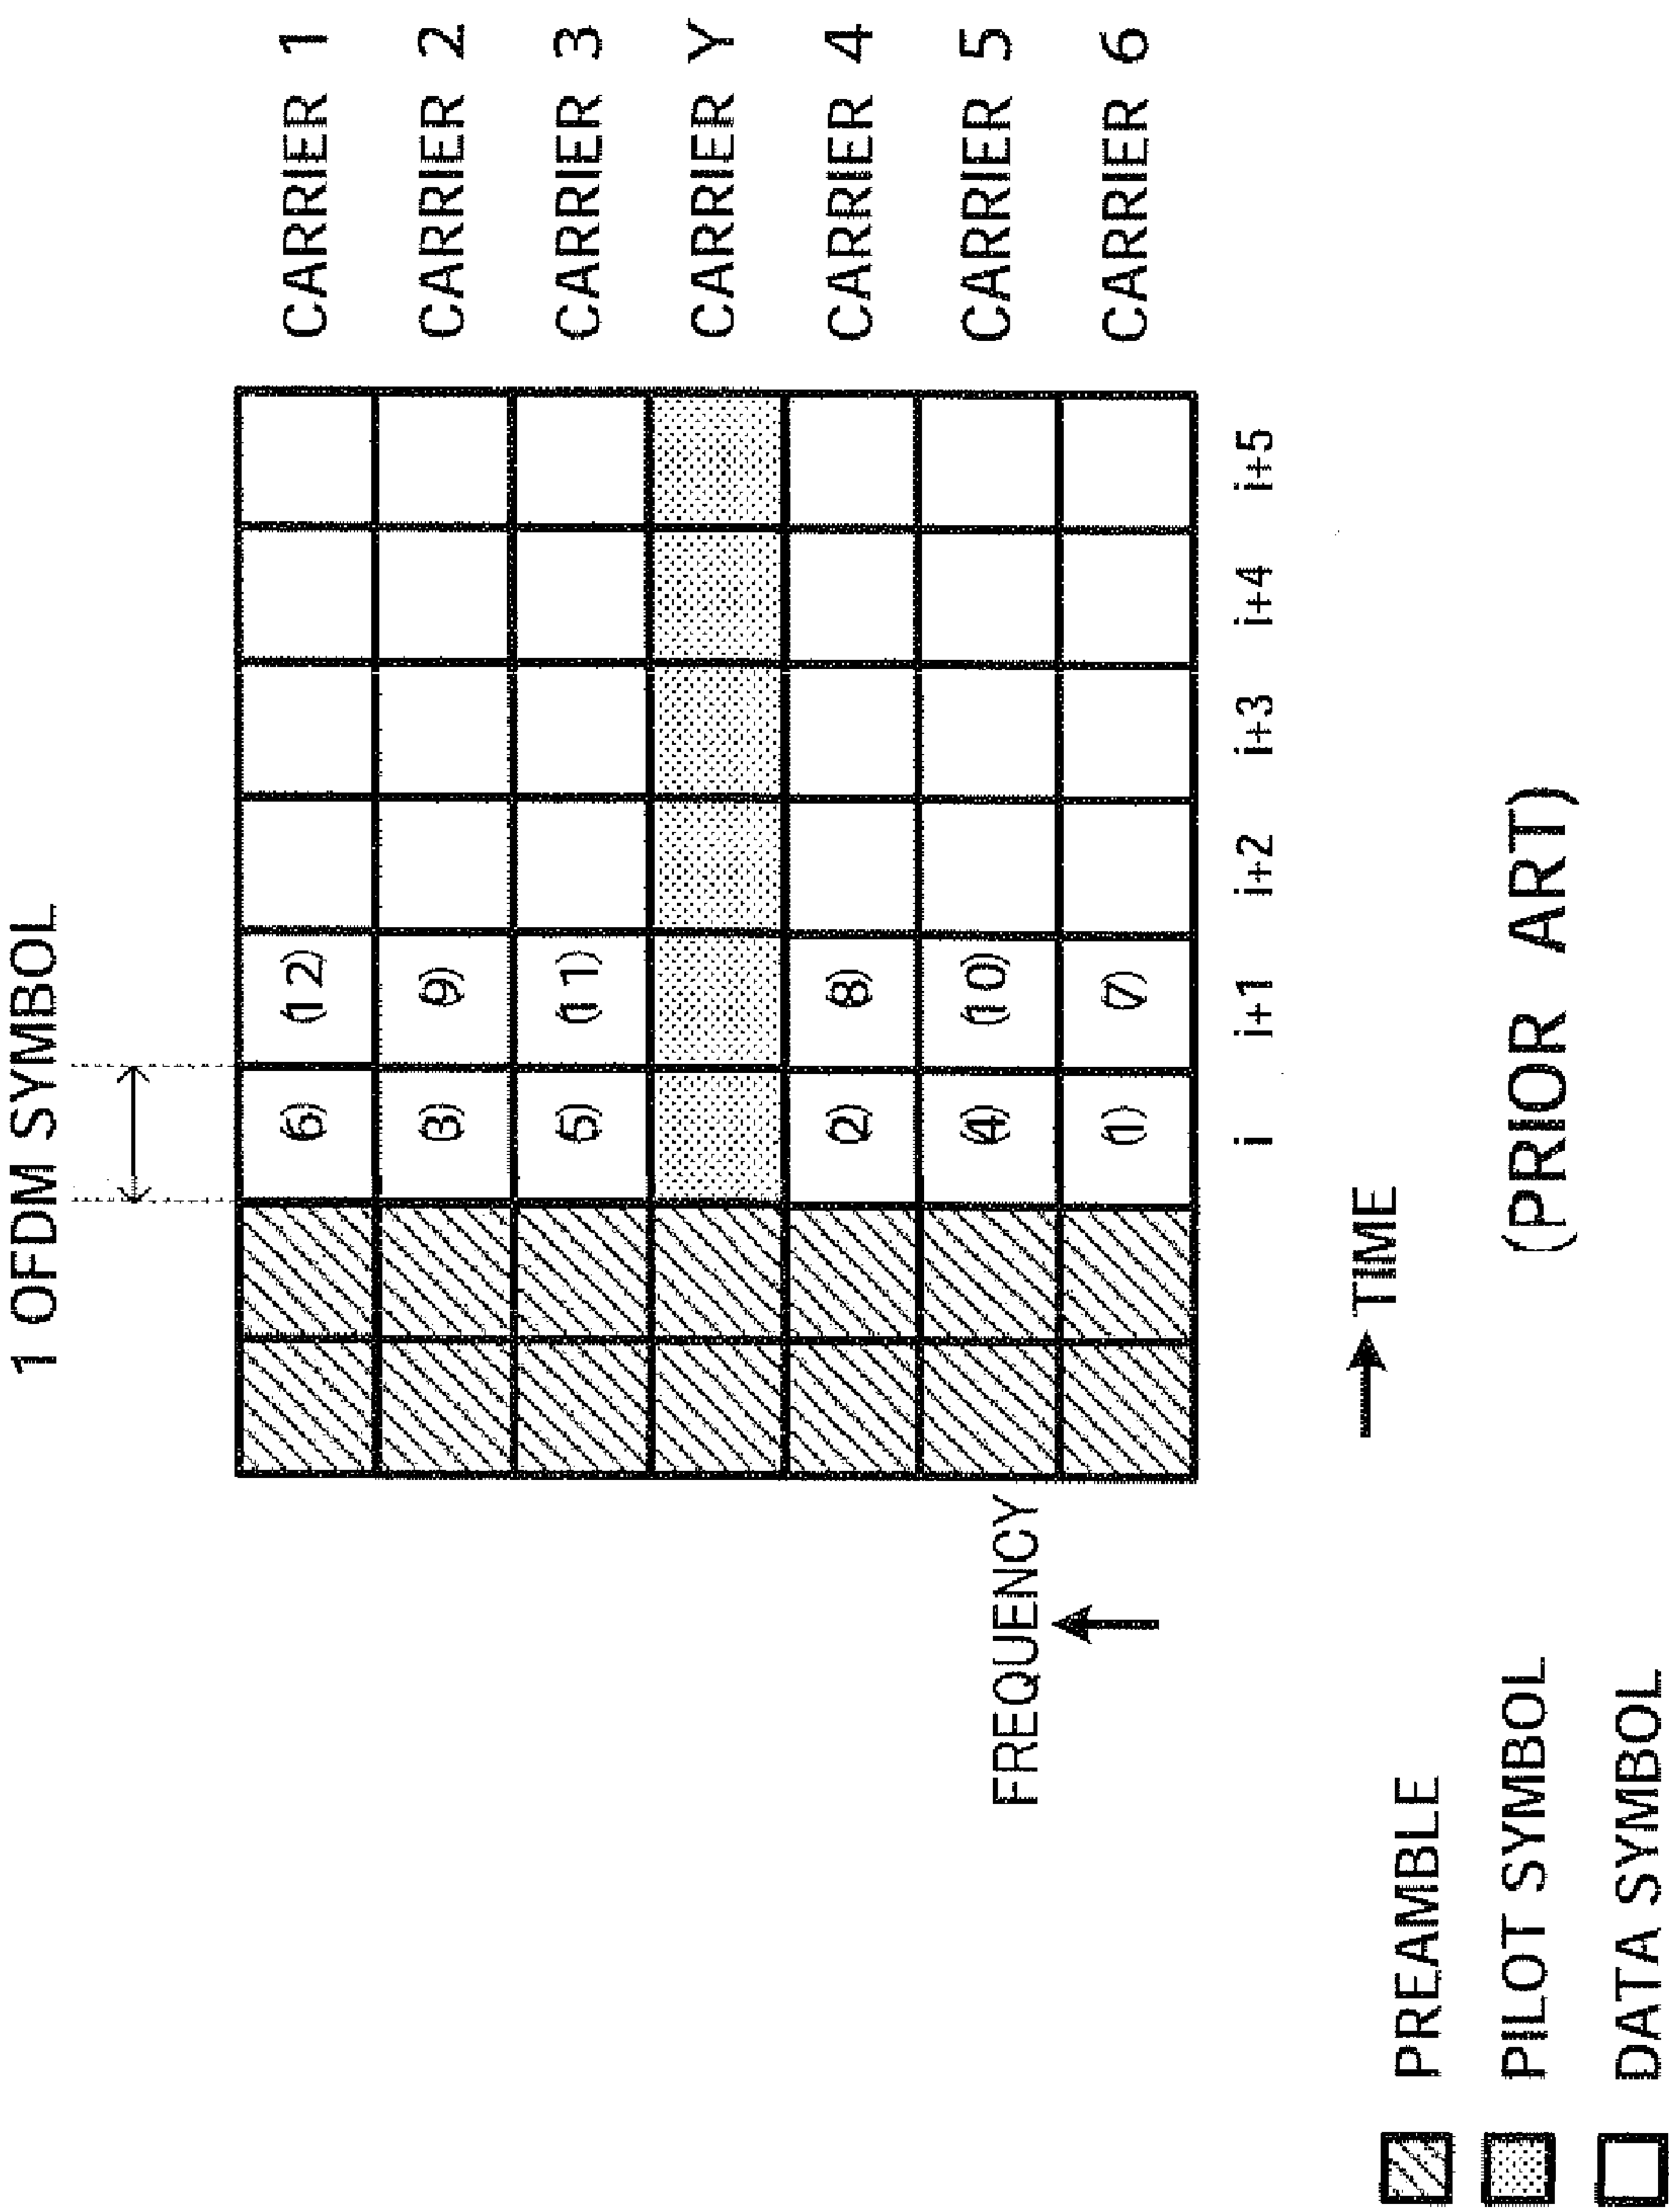 1 OFDM SYMBOL
(6) (12) CARRIER 1
(3) (9) CARRIER 2
(5) (11) CARRIER 3
CARRIER Y
(2) (8) CARRIER 4
(4) (10) CARRIER 5
FREQUENCY
(1) (7) CARRIER 6
i i+1 i+2 i+3 i+4 i+5
TIME
PREAMBLE
PILOT SYMBOL
DATA SYMBOL
(PRIOR ART)